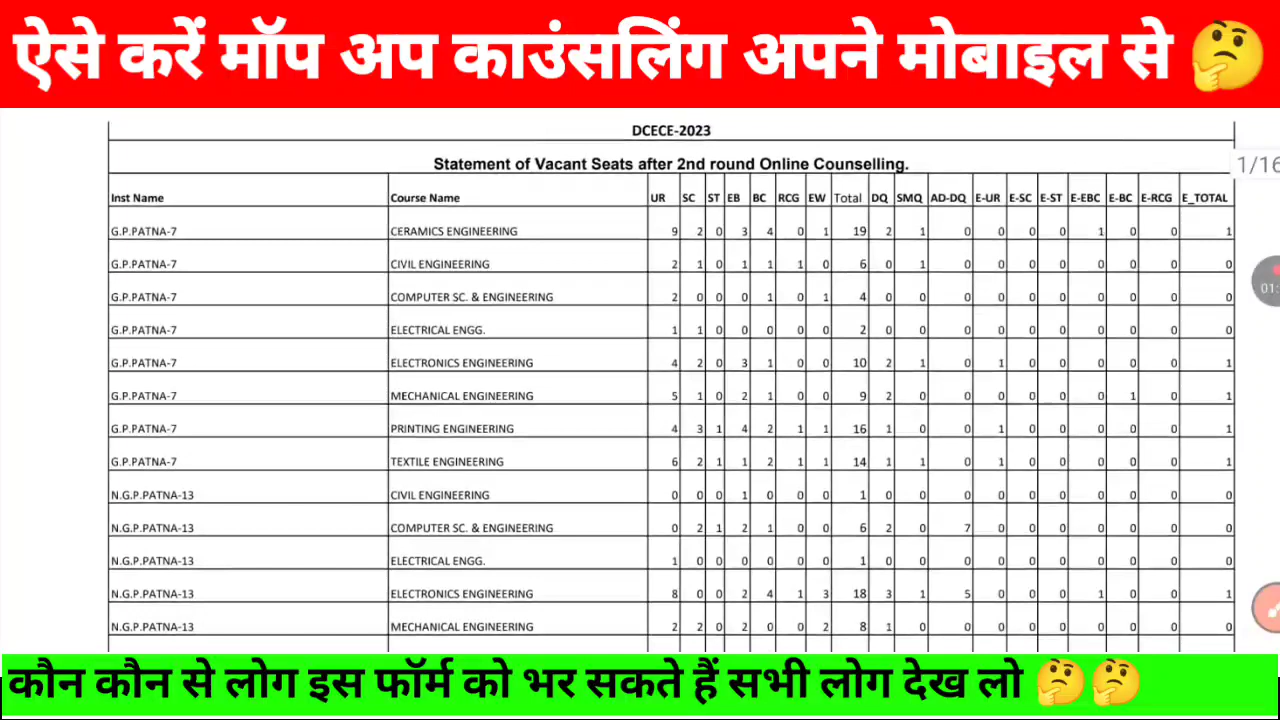 ऐसे करें मॉप अप काउंसलिंग अपने मोबाइल से 🤔
DCECE-2023
Statement of Vacant Seats after 2nd round Online Counselling.
1/16
Inst Name Course Name UR SC ST EB BC RCG EW Total DQ SMQ AD-DQ E-UR E-SC E-ST E-EBC E-BC E-RCG E_TOTAL
G.P.PATNA-7 CERAMICS ENGINEERING 9 2 0 3 4 0 1 19 2 1 0 0 0 0 1 0 0 1
G.P.PATNA-7 CIVIL ENGINEERING 2 1 0 1 1 1 0 6 0 1 0 0 0 0 0 0 0 0
01:
G.P.PATNA-7 COMPUTER SC. & ENGINEERING 2 0 0 0 1 0 1 4 0 0 0 0 0 0 0 0 0 0
G.P.PATNA-7 ELECTRICAL ENGG. 1 1 0 0 0 0 0 2 0 0 0 0 0 0 0 0 0 0
G.P.PATNA-7 ELECTRONICS ENGINEERING 4 2 0 3 1 0 0 10 2 1 0 1 0 0 0 0 0 1
G.P.PATNA-7 MECHANICAL ENGINEERING 5 1 0 2 1 0 0 9 2 0 0 0 0 0 0 1 0 1
G.P.PATNA-7 PRINTING ENGINEERING 4 3 1 4 2 1 1 16 1 0 0 1 0 0 0 0 0 1
G.P.PATNA-7 TEXTILE ENGINEERING 6 2 1 1 2 1 1 14 1 1 0 1 0 0 0 0 0 1
N.G.P.PATNA-13 CIVIL ENGINEERING 0 0 0 1 0 0 0 1 0 0 0 0 0 0 0 0 0 0
N.G.P.PATNA-13 COMPUTER SC. & ENGINEERING 0 2 1 2 1 0 0 6 2 0 7 0 0 0 0 0 0 0
N.G.P.PATNA-13 ELECTRICAL ENGG. 1 0 0 0 0 0 0 1 0 0 0 0 0 0 0 0 0 0
N.G.P.PATNA-13 ELECTRONICS ENGINEERING 8 0 0 2 4 1 3 18 3 1 5 0 0 0 1 0 0 1
N.G.P.PATNA-13 MECHANICAL ENGINEERING 2 2 0 2 0 0 2 8 1 0 0 0 0 0 0 0 0 0
कौन कौन से लोग इस फॉर्म को भर सकते हैं सभी लोग देख लो 🤔🤔